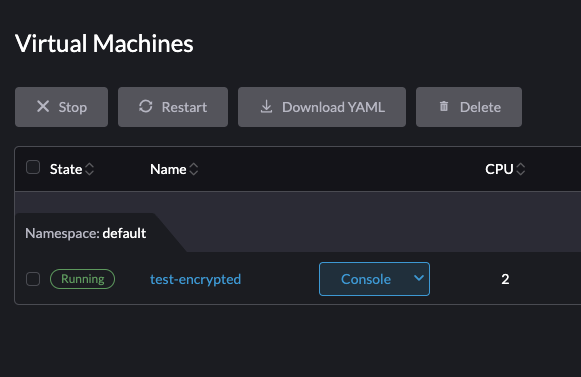 Virtual Machines
Stop Restart Download YAML Delete
State Name CPU
Namespace: default
Running test-encrypted Console 2